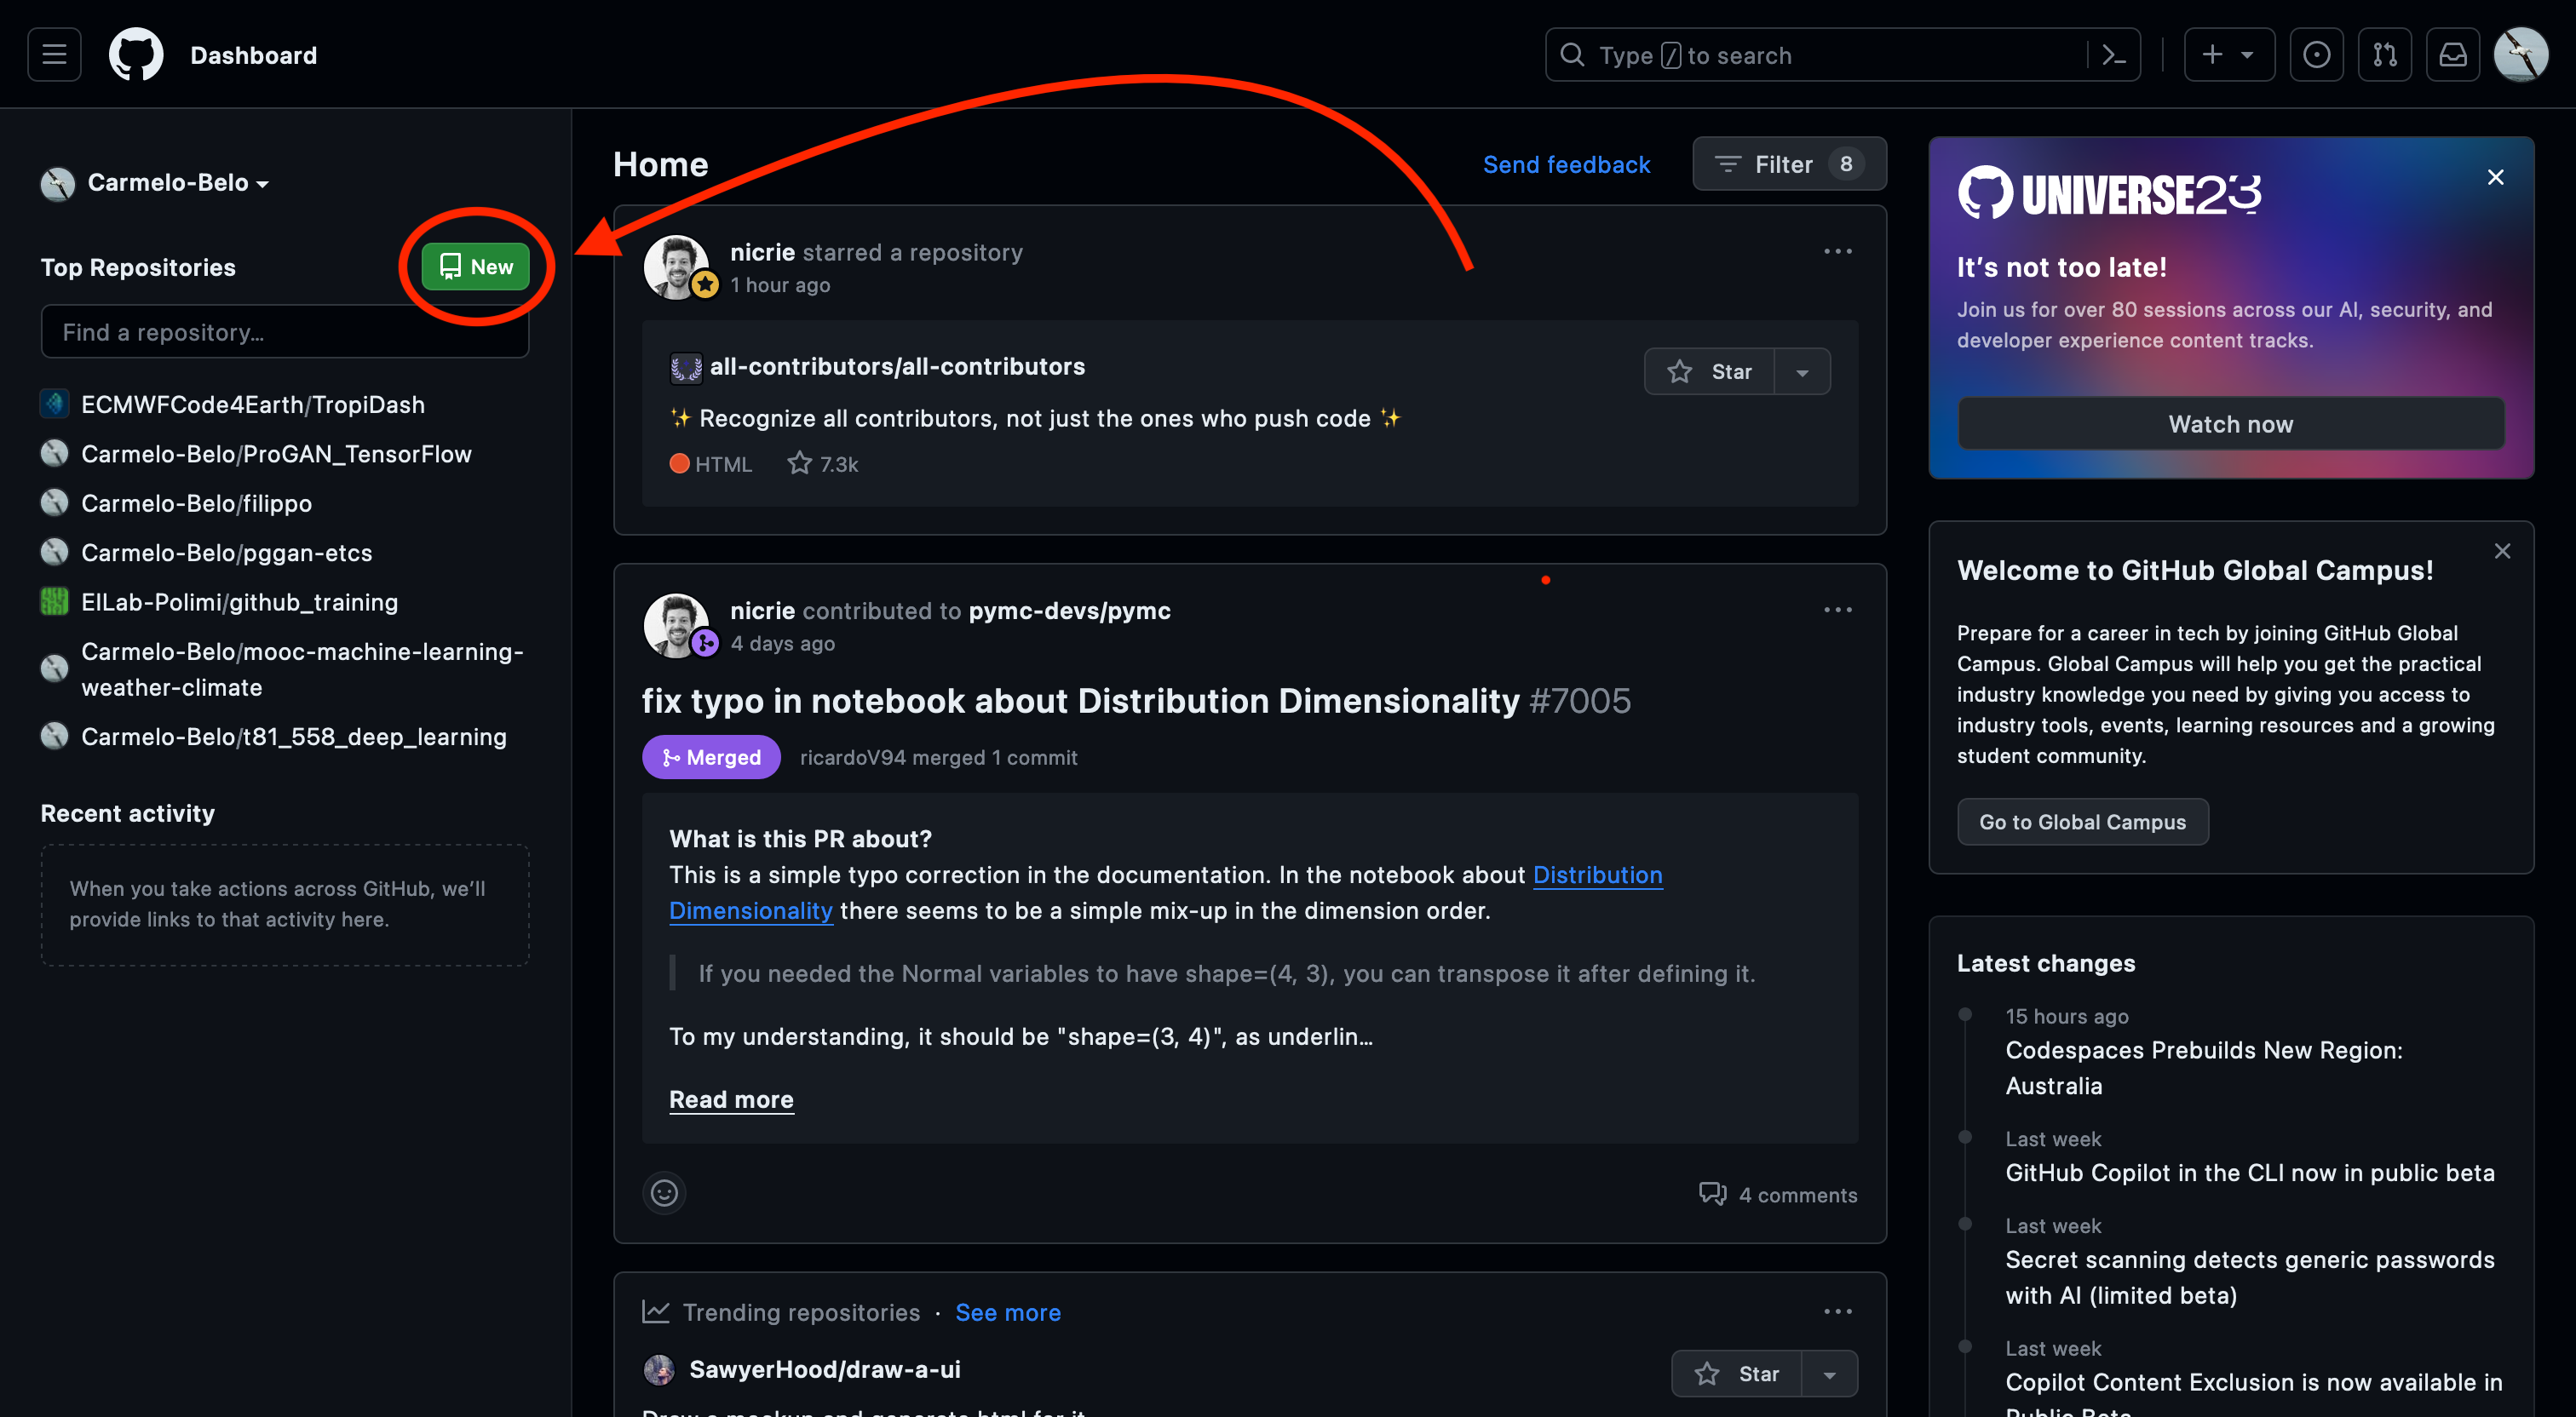 Dashboard
Type / to search
Carmelo-Belo
Top Repositories
New
Find a repository...
ECMWFCode4Earth/TropiDash
Carmelo-Belo/ProGAN_TensorFlow
Carmelo-Belo/filippo
Carmelo-Belo/pggan-etcs
EILab-Polimi/github_training
Carmelo-Belo/mooc-machine-learning-
weather-climate
Carmelo-Belo/t81_558_deep_learning
Recent activity
When you take actions across GitHub, we’ll
provide links to that activity here.
Home
Send feedback
Filter 8
nicrie starred a repository
1 hour ago
all-contributors/all-contributors
Star
✨ Recognize all contributors, not just the ones who push code ✨
HTML 7.3k
nicrie contributed to pymc-devs/pymc
4 days ago
fix typo in notebook about Distribution Dimensionality #7005
Merged ricardoV94 merged 1 commit
What is this PR about?
This is a simple typo correction in the documentation. In the notebook about Distribution
Dimensionality there seems to be a simple mix-up in the dimension order.
If you needed the Normal variables to have shape=(4, 3), you can transpose it after defining it.
To my understanding, it should be "shape=(3, 4)", as underlin...
Read more
4 comments
Trending repositories · See more
SawyerHood/draw-a-ui
Star
Draw a mockup and generate html for it
UNIVERSE23
It’s not too late!
Join us for over 80 sessions across our AI, security, and
developer experience content tracks.
Watch now
Welcome to GitHub Global Campus!
Prepare for a career in tech by joining GitHub Global
Campus. Global Campus will help you get the practical
industry knowledge you need by giving you access to
industry tools, events, learning resources and a growing
student community.
Go to Global Campus
Latest changes
15 hours ago
Codespaces Prebuilds New Region:
Australia
Last week
GitHub Copilot in the CLI now in public beta
Last week
Secret scanning detects generic passwords
with AI (limited beta)
Last week
Copilot Content Exclusion is now available in
Public Beta